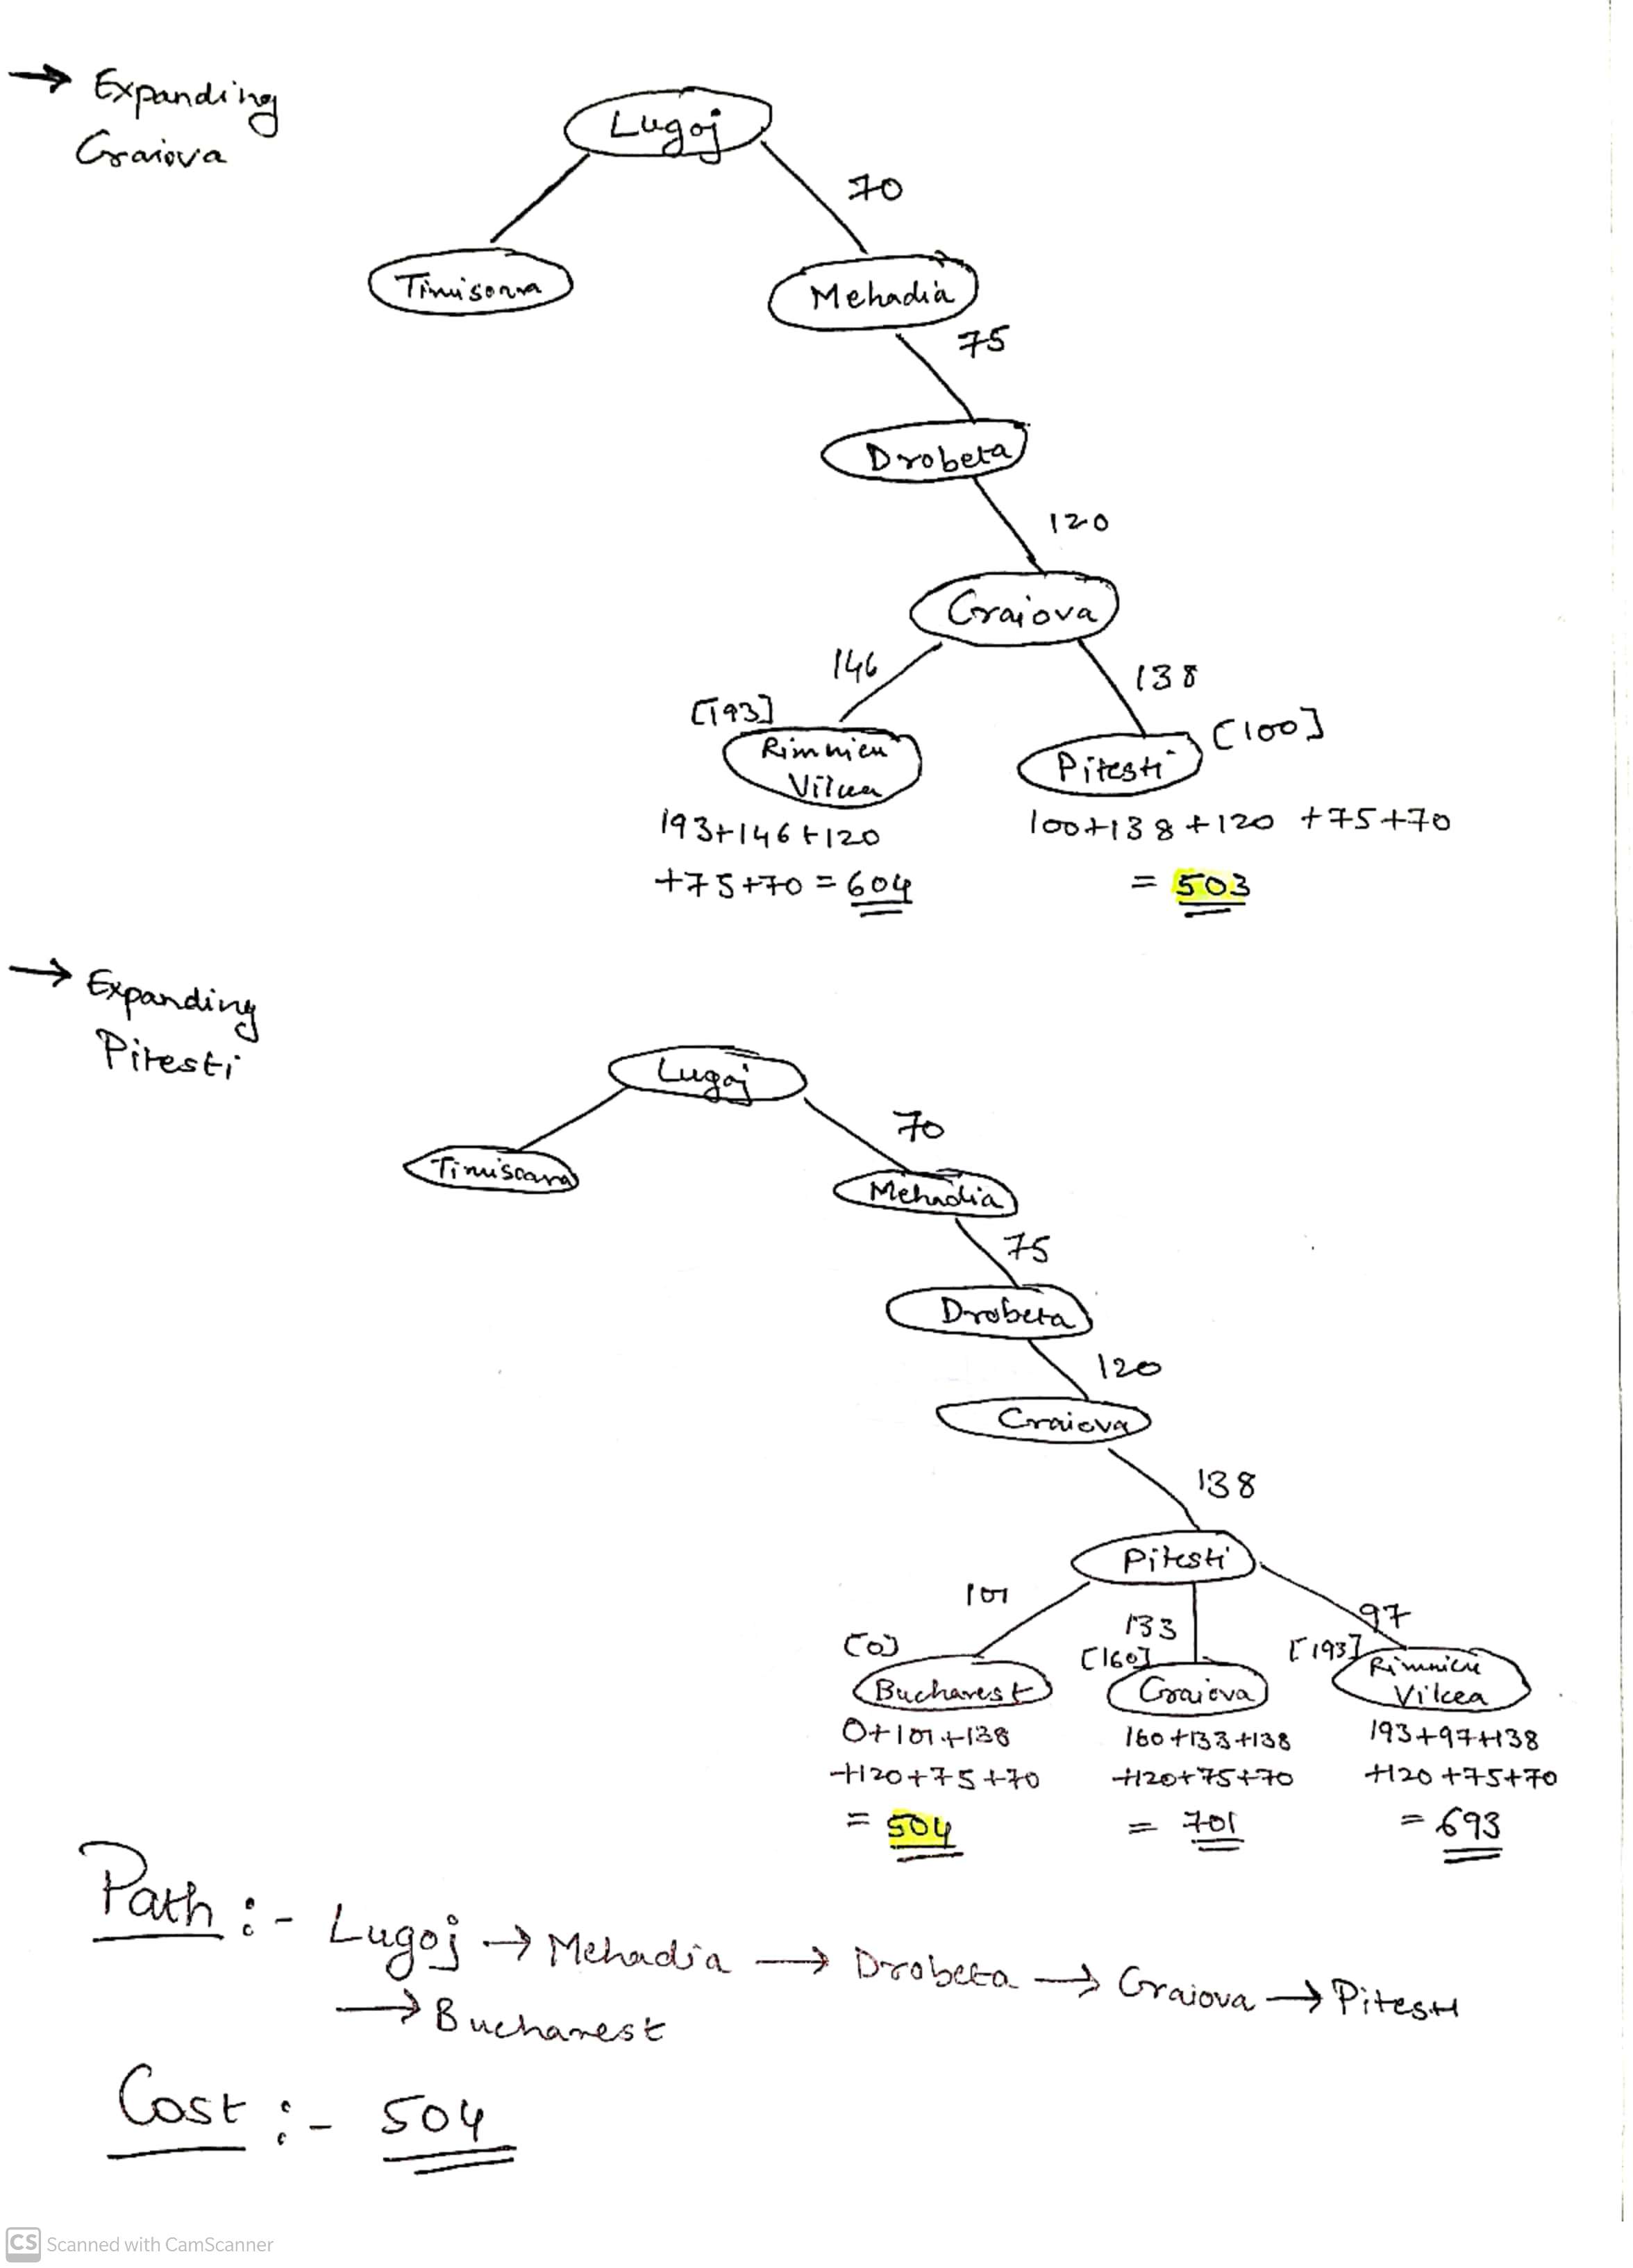 → Expanding
Craiova
Lugoj
70
Timisoara
Mehadia
75
Drobeta
120
Craiova
146
138
[193]
[100]
Rimnicu
Vilcea
Pitesti
193+146+120
+75+70 = 604
100+138+120 +75+70
= 503
→ Expanding
Pitesti
Lugoj
70
Timisoara
Mehadia
75
Drobeta
120
Craiova
138
Pitesti
101
133
97
[0]
[160]
[193]
Bucharest
Craiova
Rimnicu
Vilcea
0+101+138
+120+75+70
= 504
160+133+138
+120+75+70
= 701
193+97+138
+120+75+70
= 693
Path :- Lugoj → Mehadia → Drobeta → Craiova → Pitesti
→ Bucharest
Cost :- 504
CS Scanned with CamScanner